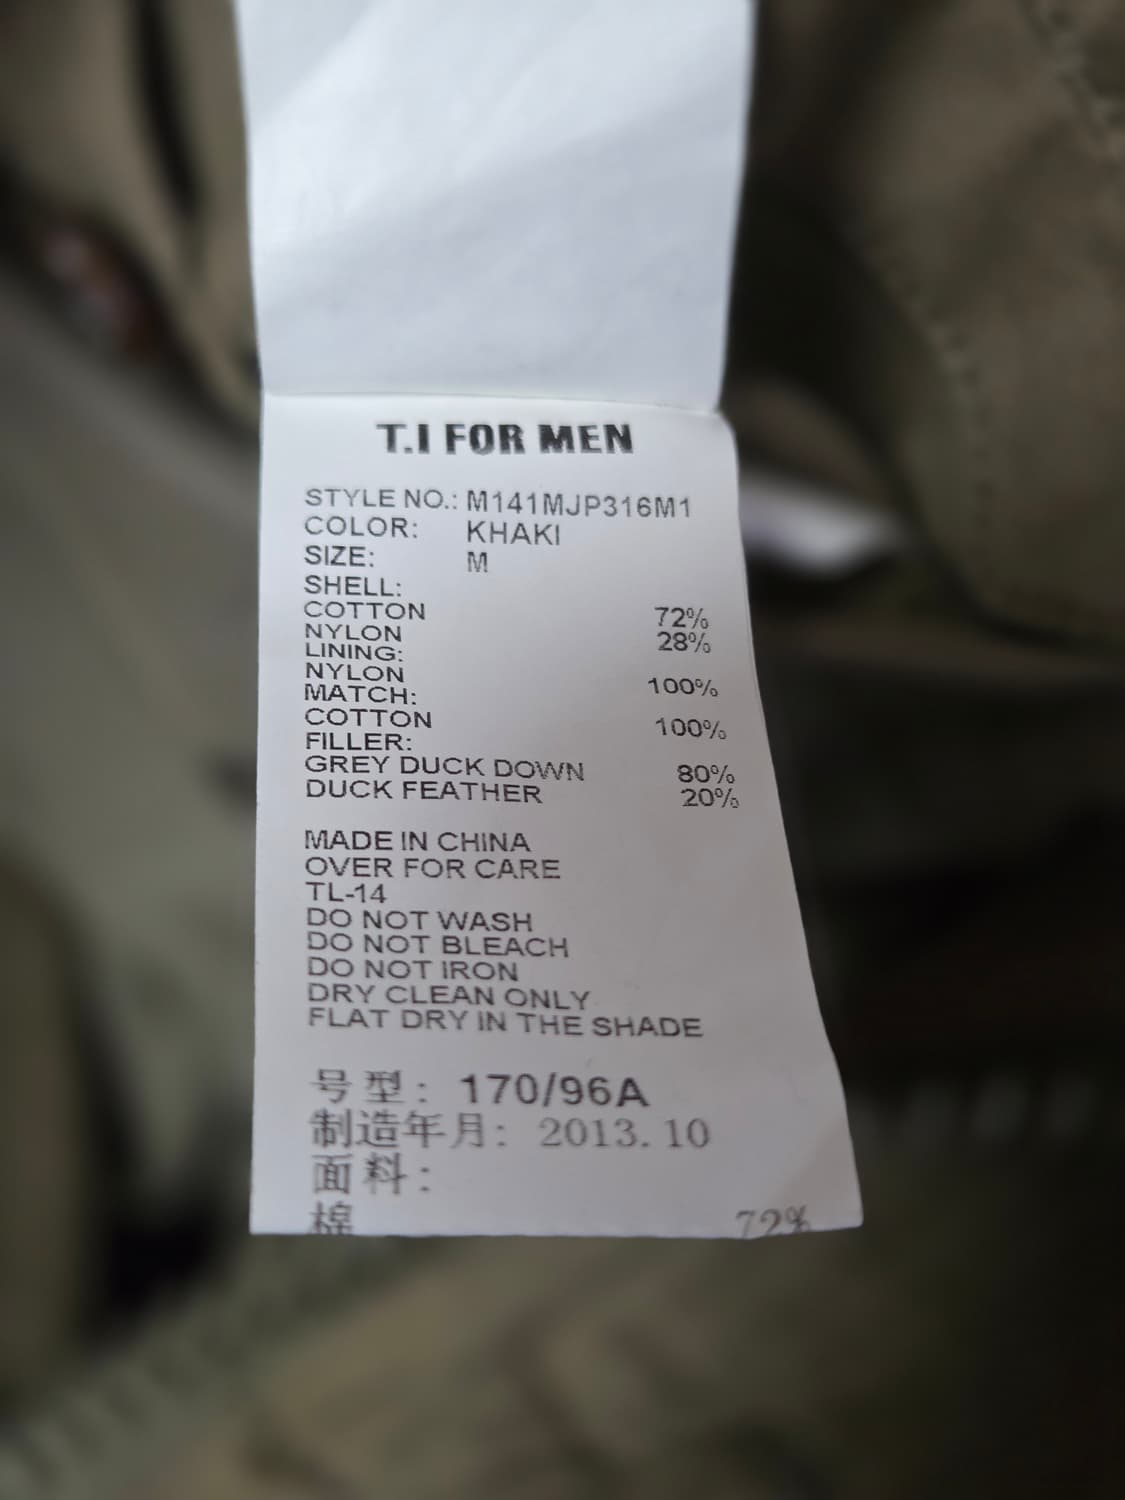 T.I FOR MEN
STYLE NO.: M141MJP316M1
COLOR: KHAKI
SIZE: M
SHELL:
COTTON 72%
NYLON 28%
LINING:
NYLON 100%
MATCH:
COTTON 100%
FILLER:
GREY DUCK DOWN 80%
DUCK FEATHER 20%
MADE IN CHINA
OVER FOR CARE
TL-14
DO NOT WASH
DO NOT BLEACH
DO NOT IRON
DRY CLEAN ONLY
FLAT DRY IN THE SHADE
号型: 170/96A
制造年月: 2013.10
面料:
棉 72%